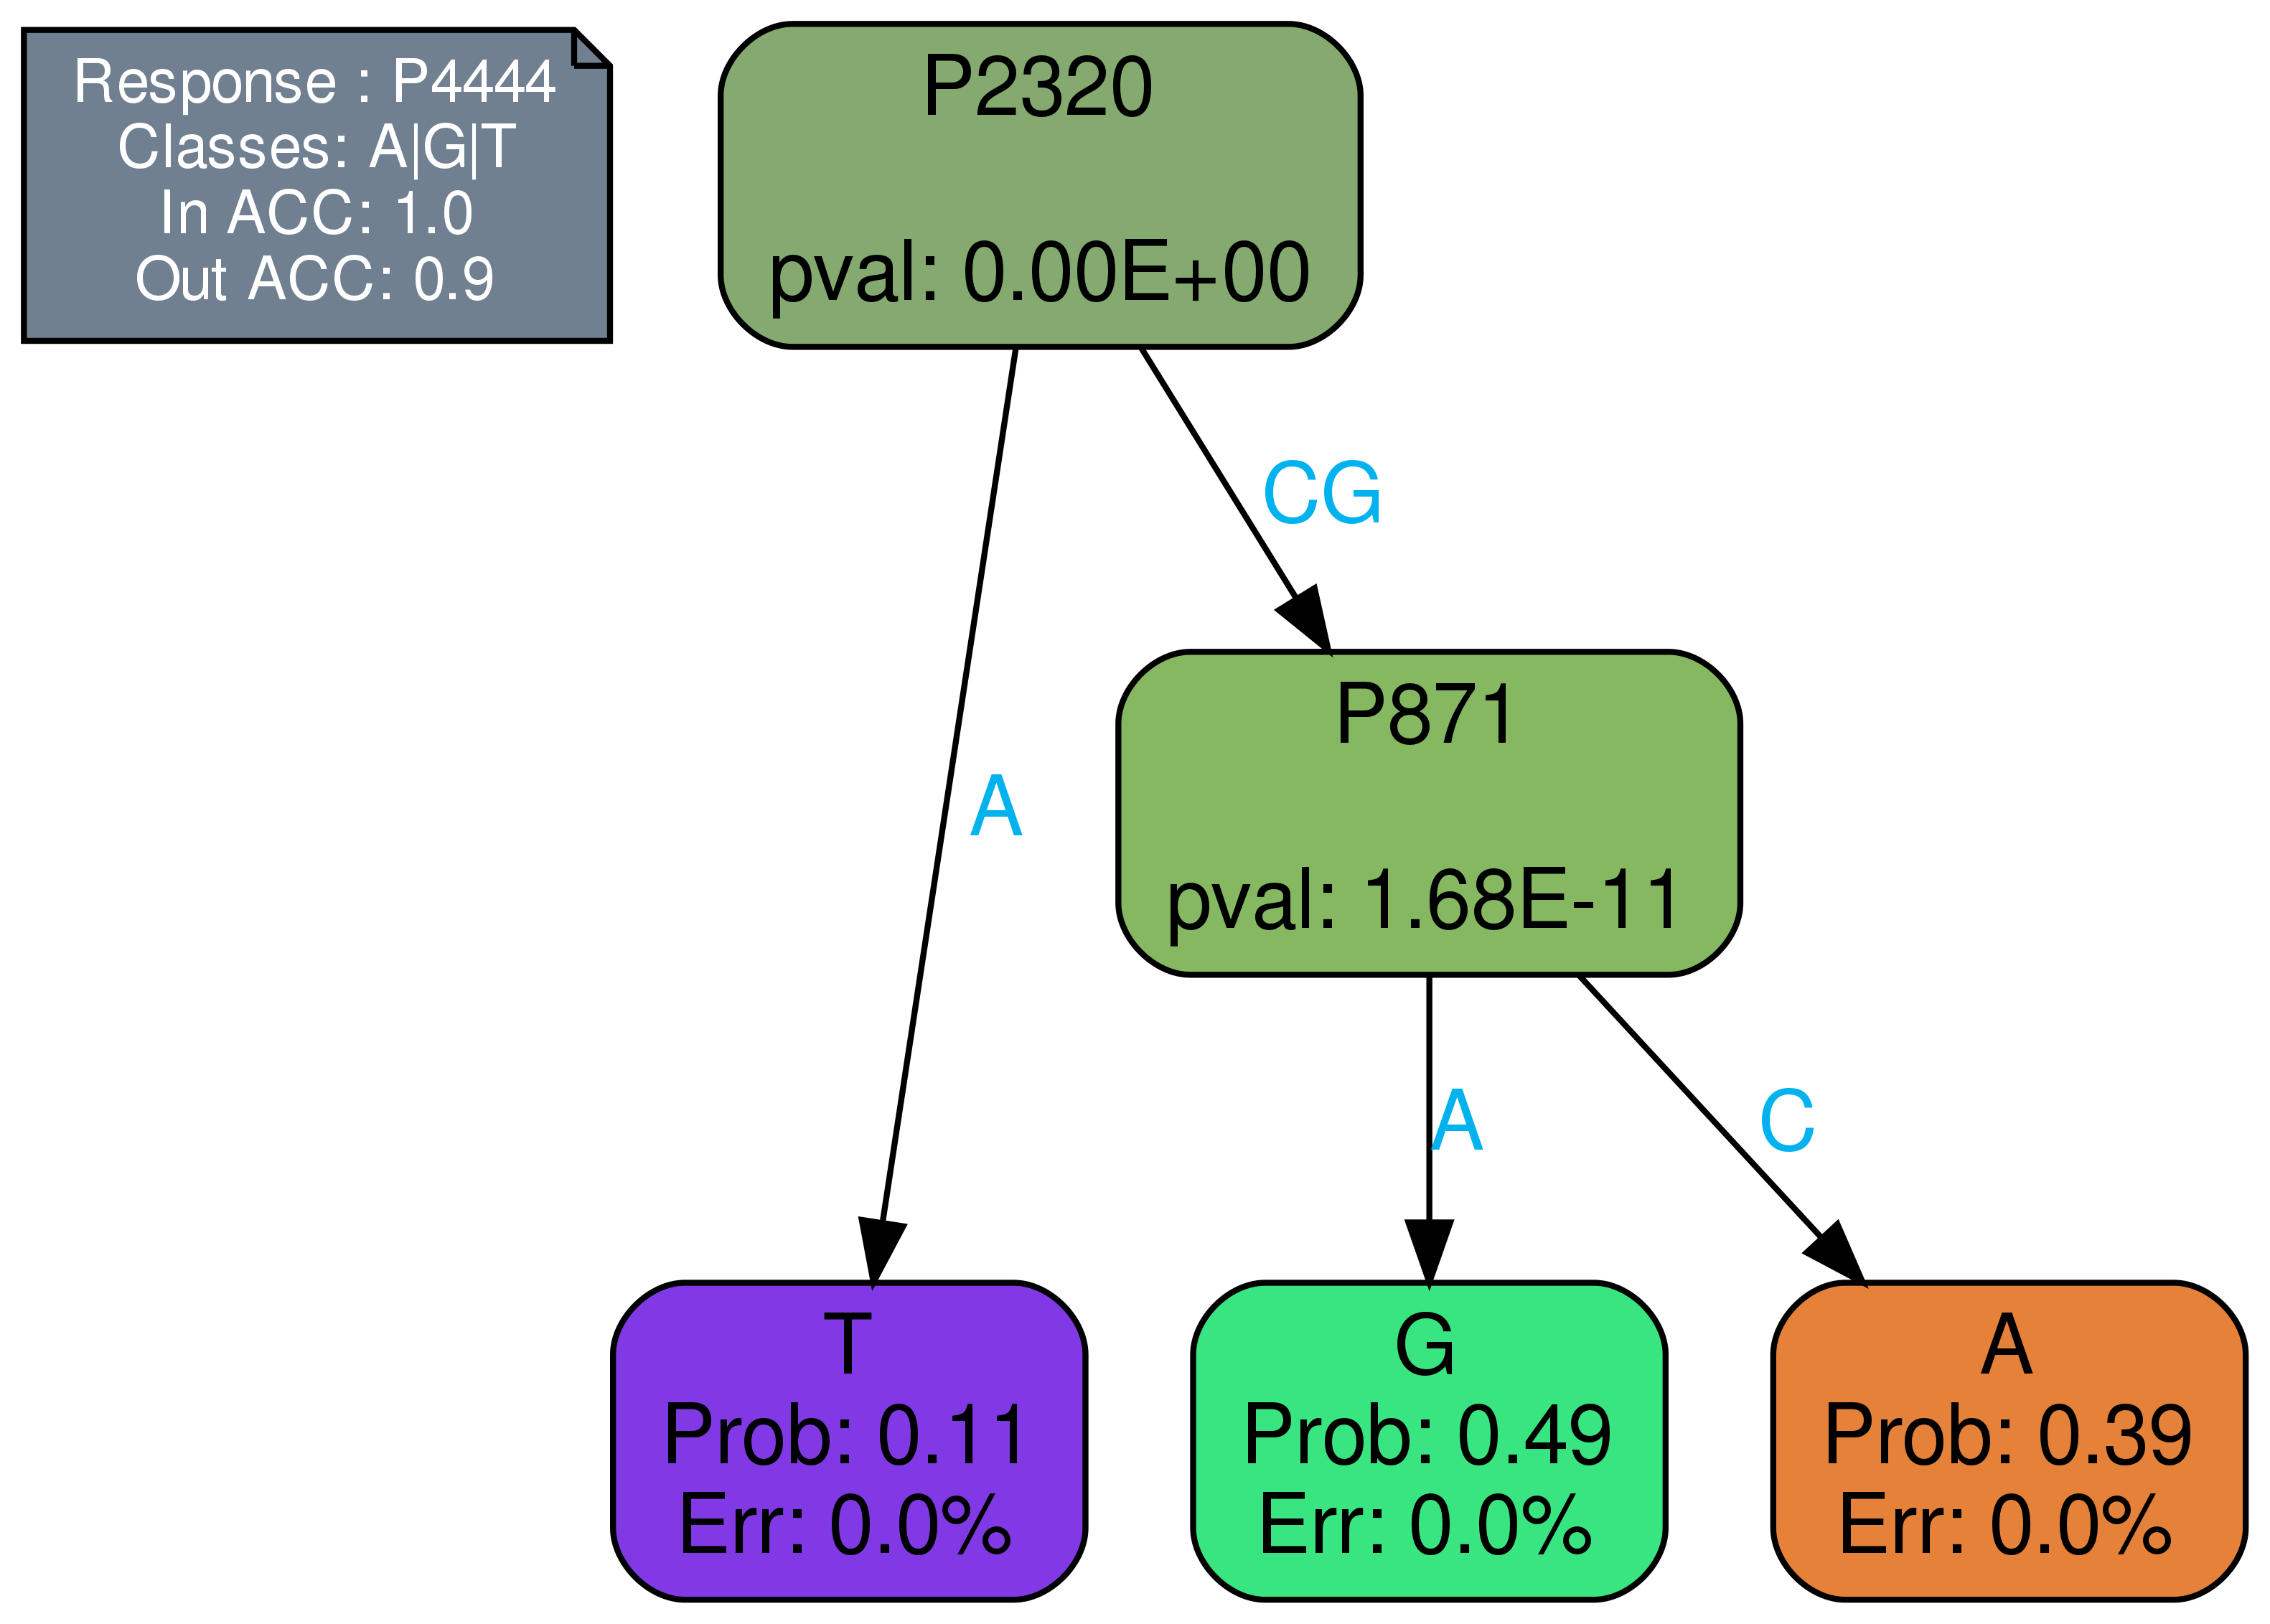 Response : P4444
Classes: A|G|T
In ACC: 1.0
Out ACC: 0.9
P2320
pval: 0.00E+00
CG
P871
pval: 1.68E-11
A
A
C
T
Prob: 0.11
Err: 0.0%
G
Prob: 0.49
Err: 0.0%
A
Prob: 0.39
Err: 0.0%